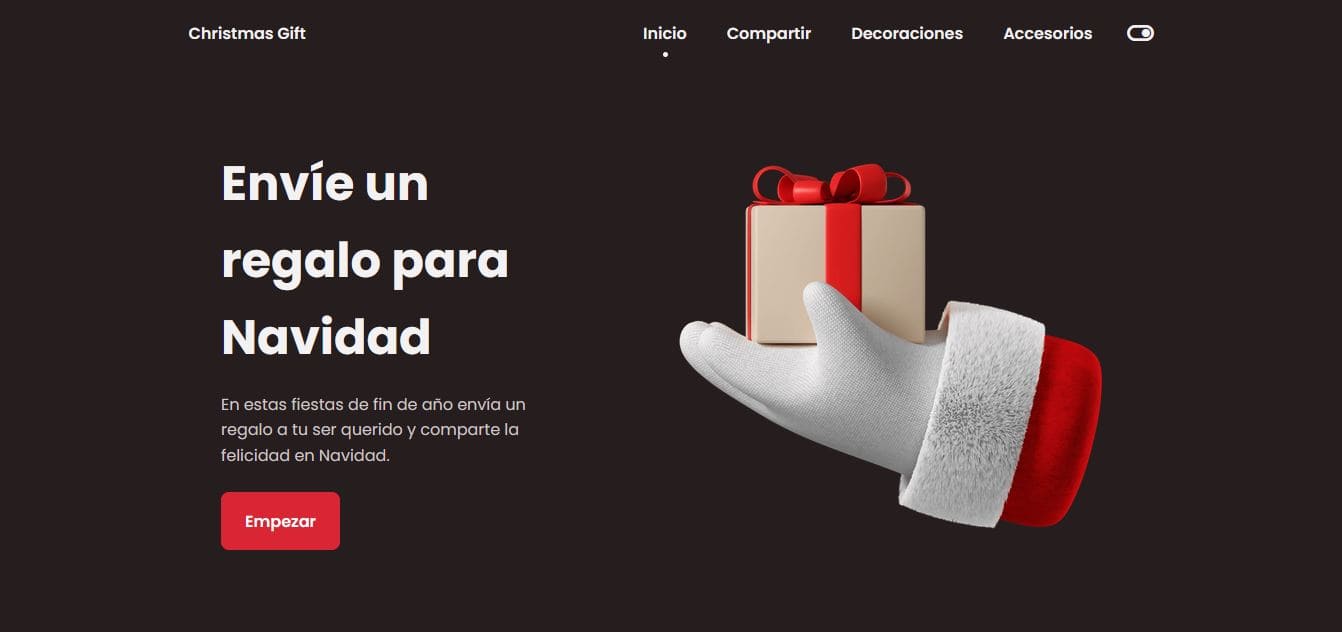 Christmas Gift
Inicio
Compartir
Decoraciones
Accesorios
Envíe un
regalo para
Navidad
En estas fiestas de fin de año envía un
regalo a tu ser querido y comparte la
felicidad en Navidad.
Empezar